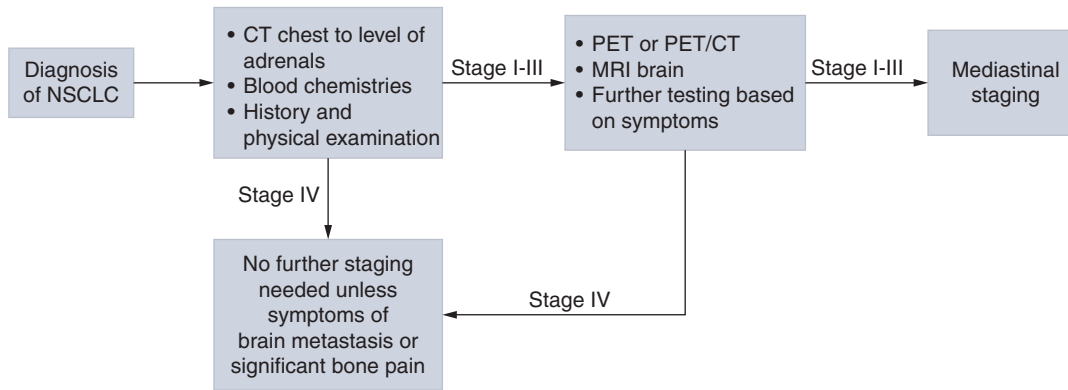 Diagnosis
of NSCLC
• CT chest to level of
adrenals
• Blood chemistries
• History and
physical examination
Stage I-III
• PET or PET/CT
• MRI brain
• Further testing based
on symptoms
Stage I-III
Mediastinal
staging
Stage IV
No further staging
needed unless
symptoms of
brain metastasis or
significant bone pain
Stage IV